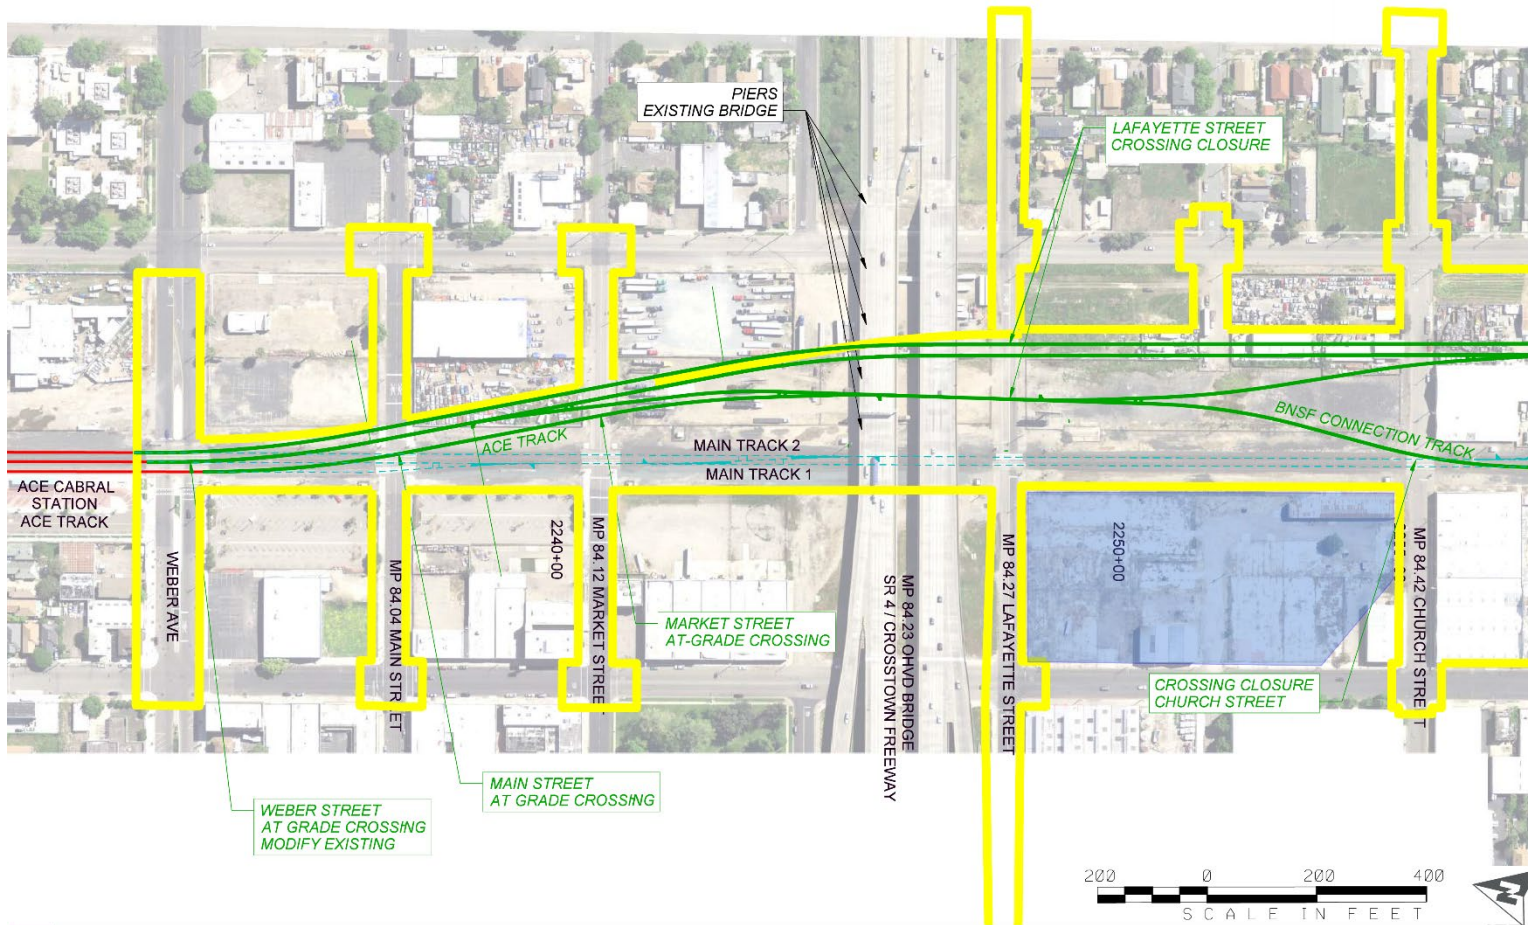 PIERS
EXISTING BRIDGE
LAFAYETTE STREET
CROSSING CLOSURE
ACE TRACK
MAIN TRACK 2
MAIN TRACK 1
BNSF CONNECTION TRACK
ACE CABRAL
STATION
ACE TRACK
WEBER AVE
MP 84.04 MAIN STREET
2240+00
MP 84.12 MARKET STREET
MP 84.23 OHVD BRIDGE
SR 4 / CROSSTOWN FREEWAY
MP 84.27 LAFAYETTE STREET
2250+00
MP 84.42 CHURCH STREET
MARKET STREET
AT-GRADE CROSSING
CROSSING CLOSURE
CHURCH STREET
MAIN STREET
AT GRADE CROSSING
WEBER STREET
AT GRADE CROSSING
MODIFY EXISTING
200 0 200 400
SCALE IN FEET
N